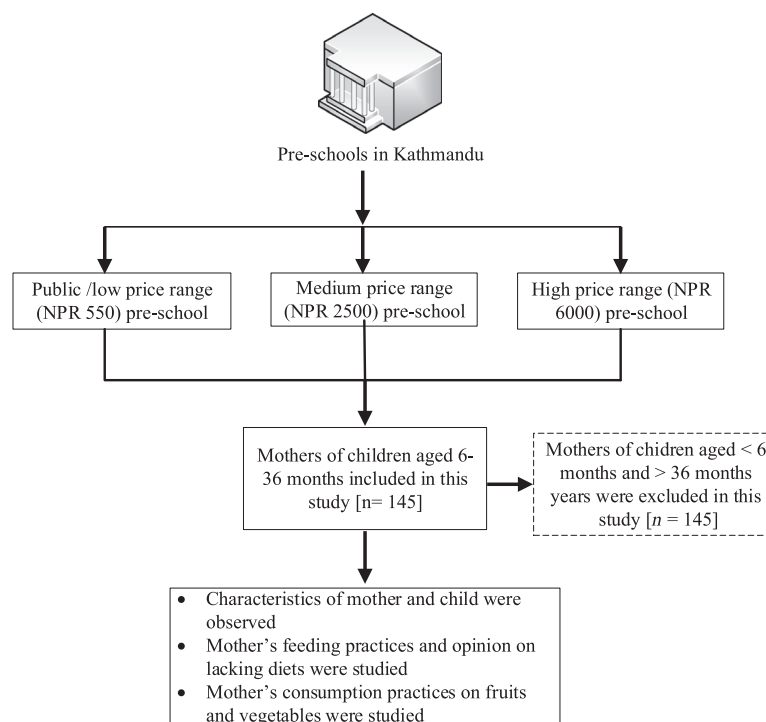 Pre-schools in Kathmandu
Public /low price range
(NPR 550) pre-school
Medium price range
(NPR 2500) pre-school
High price range (NPR
6000) pre-school
Mothers of children aged 6-
36 months included in this
study [n= 145]
Mothers of chidren aged < 6
months and > 36 months
years were excluded in this
study [n = 145]
• Characteristics of mother and child were
observed
• Mother's feeding practices and opinion on
lacking diets were studied
• Mother's consumption practices on fruits
and vegetables were studied